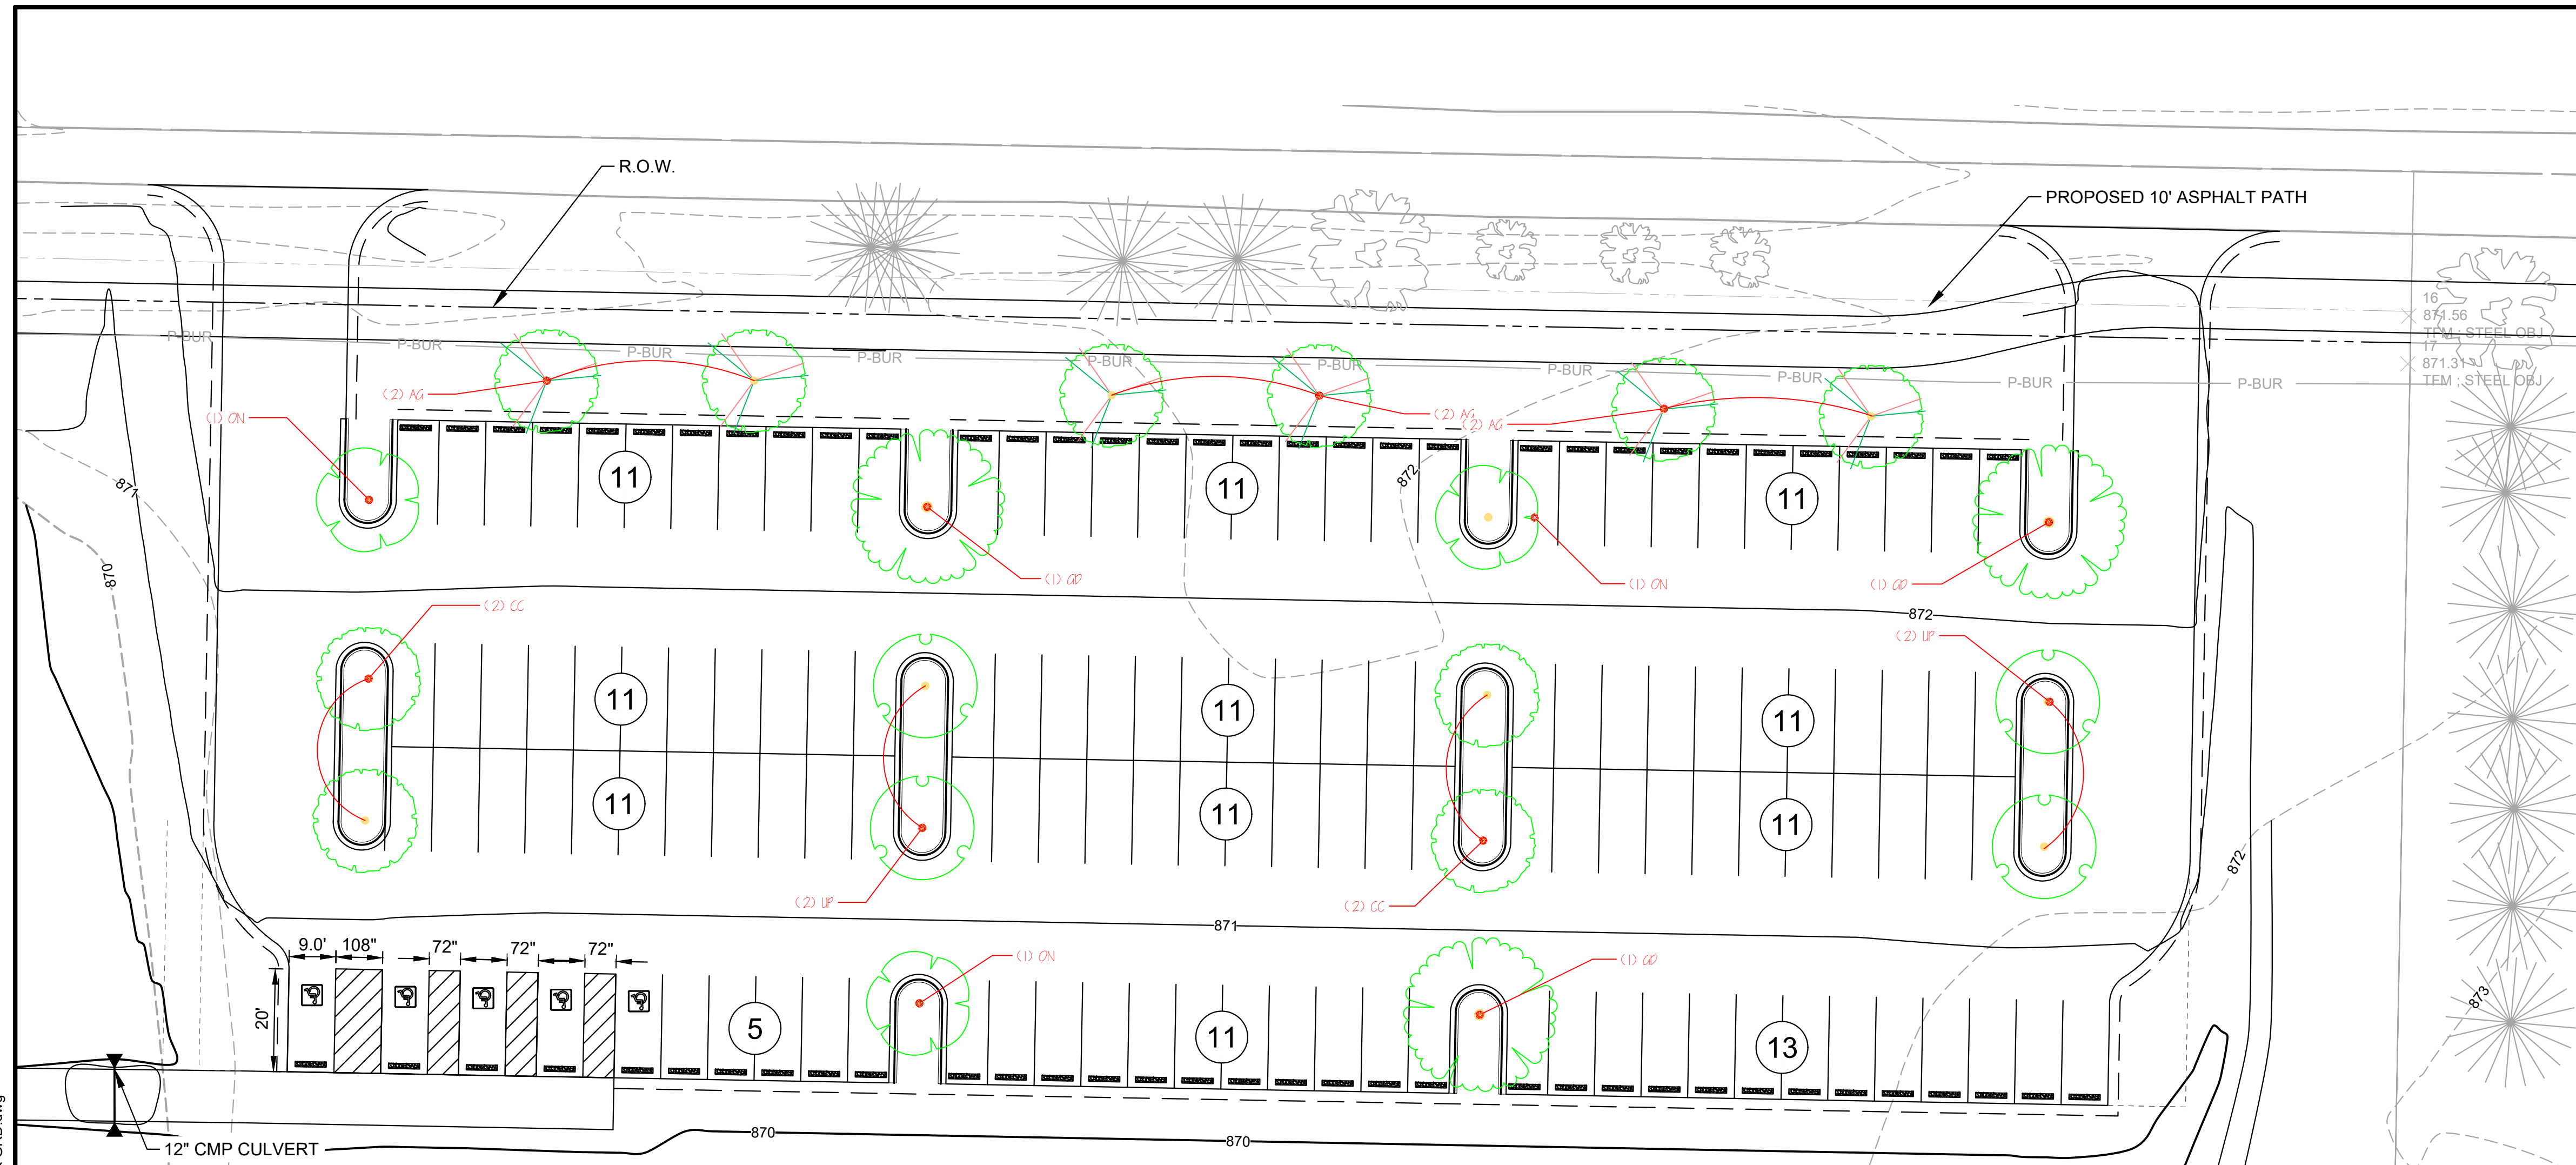 R.O.W.
PROPOSED 10' ASPHALT PATH
16
871.56
TFM ; STEEL OBJ
17
871.31
TFM ; STEEL OBJ
P-BUR
P-BUR
P-BUR
P-BUR
P-BUR
P-BUR
P-BUR
P-BUR
P-BUR
P-BUR
(2) AG
(2) AG
(2) AG
(1) ON
11
11
11
872
871
870
(1) OD
(1) ON
(1) OD
(2) CC
872
(2) UP
11
11
11
11
11
11
872
(2) UP
(2) CC
871
9.0'
108"
72"
72"
72"
(1) ON
(1) OD
873
20'
5
11
13
12" CMP CULVERT
870
870